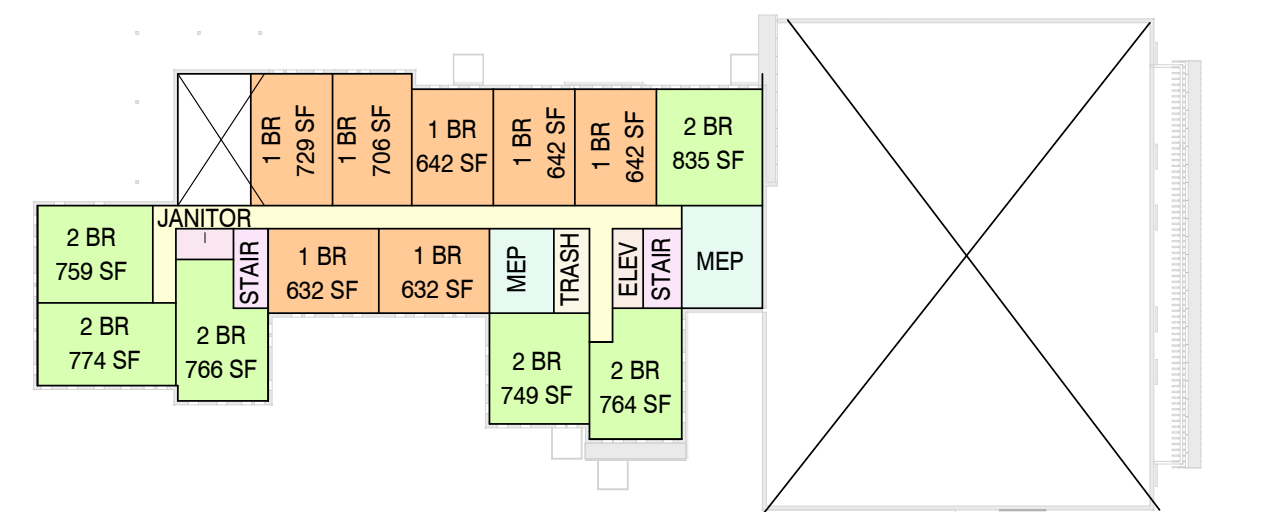 1 BR
729 SF
1 BR
706 SF
1 BR
642 SF
1 BR
642 SF
1 BR
642 SF
2 BR
835 SF
JANITOR
2 BR
759 SF
STAIR
1 BR
632 SF
1 BR
632 SF
MEP
TRASH
ELEV
STAIR
MEP
2 BR
774 SF
2 BR
766 SF
2 BR
749 SF
2 BR
764 SF